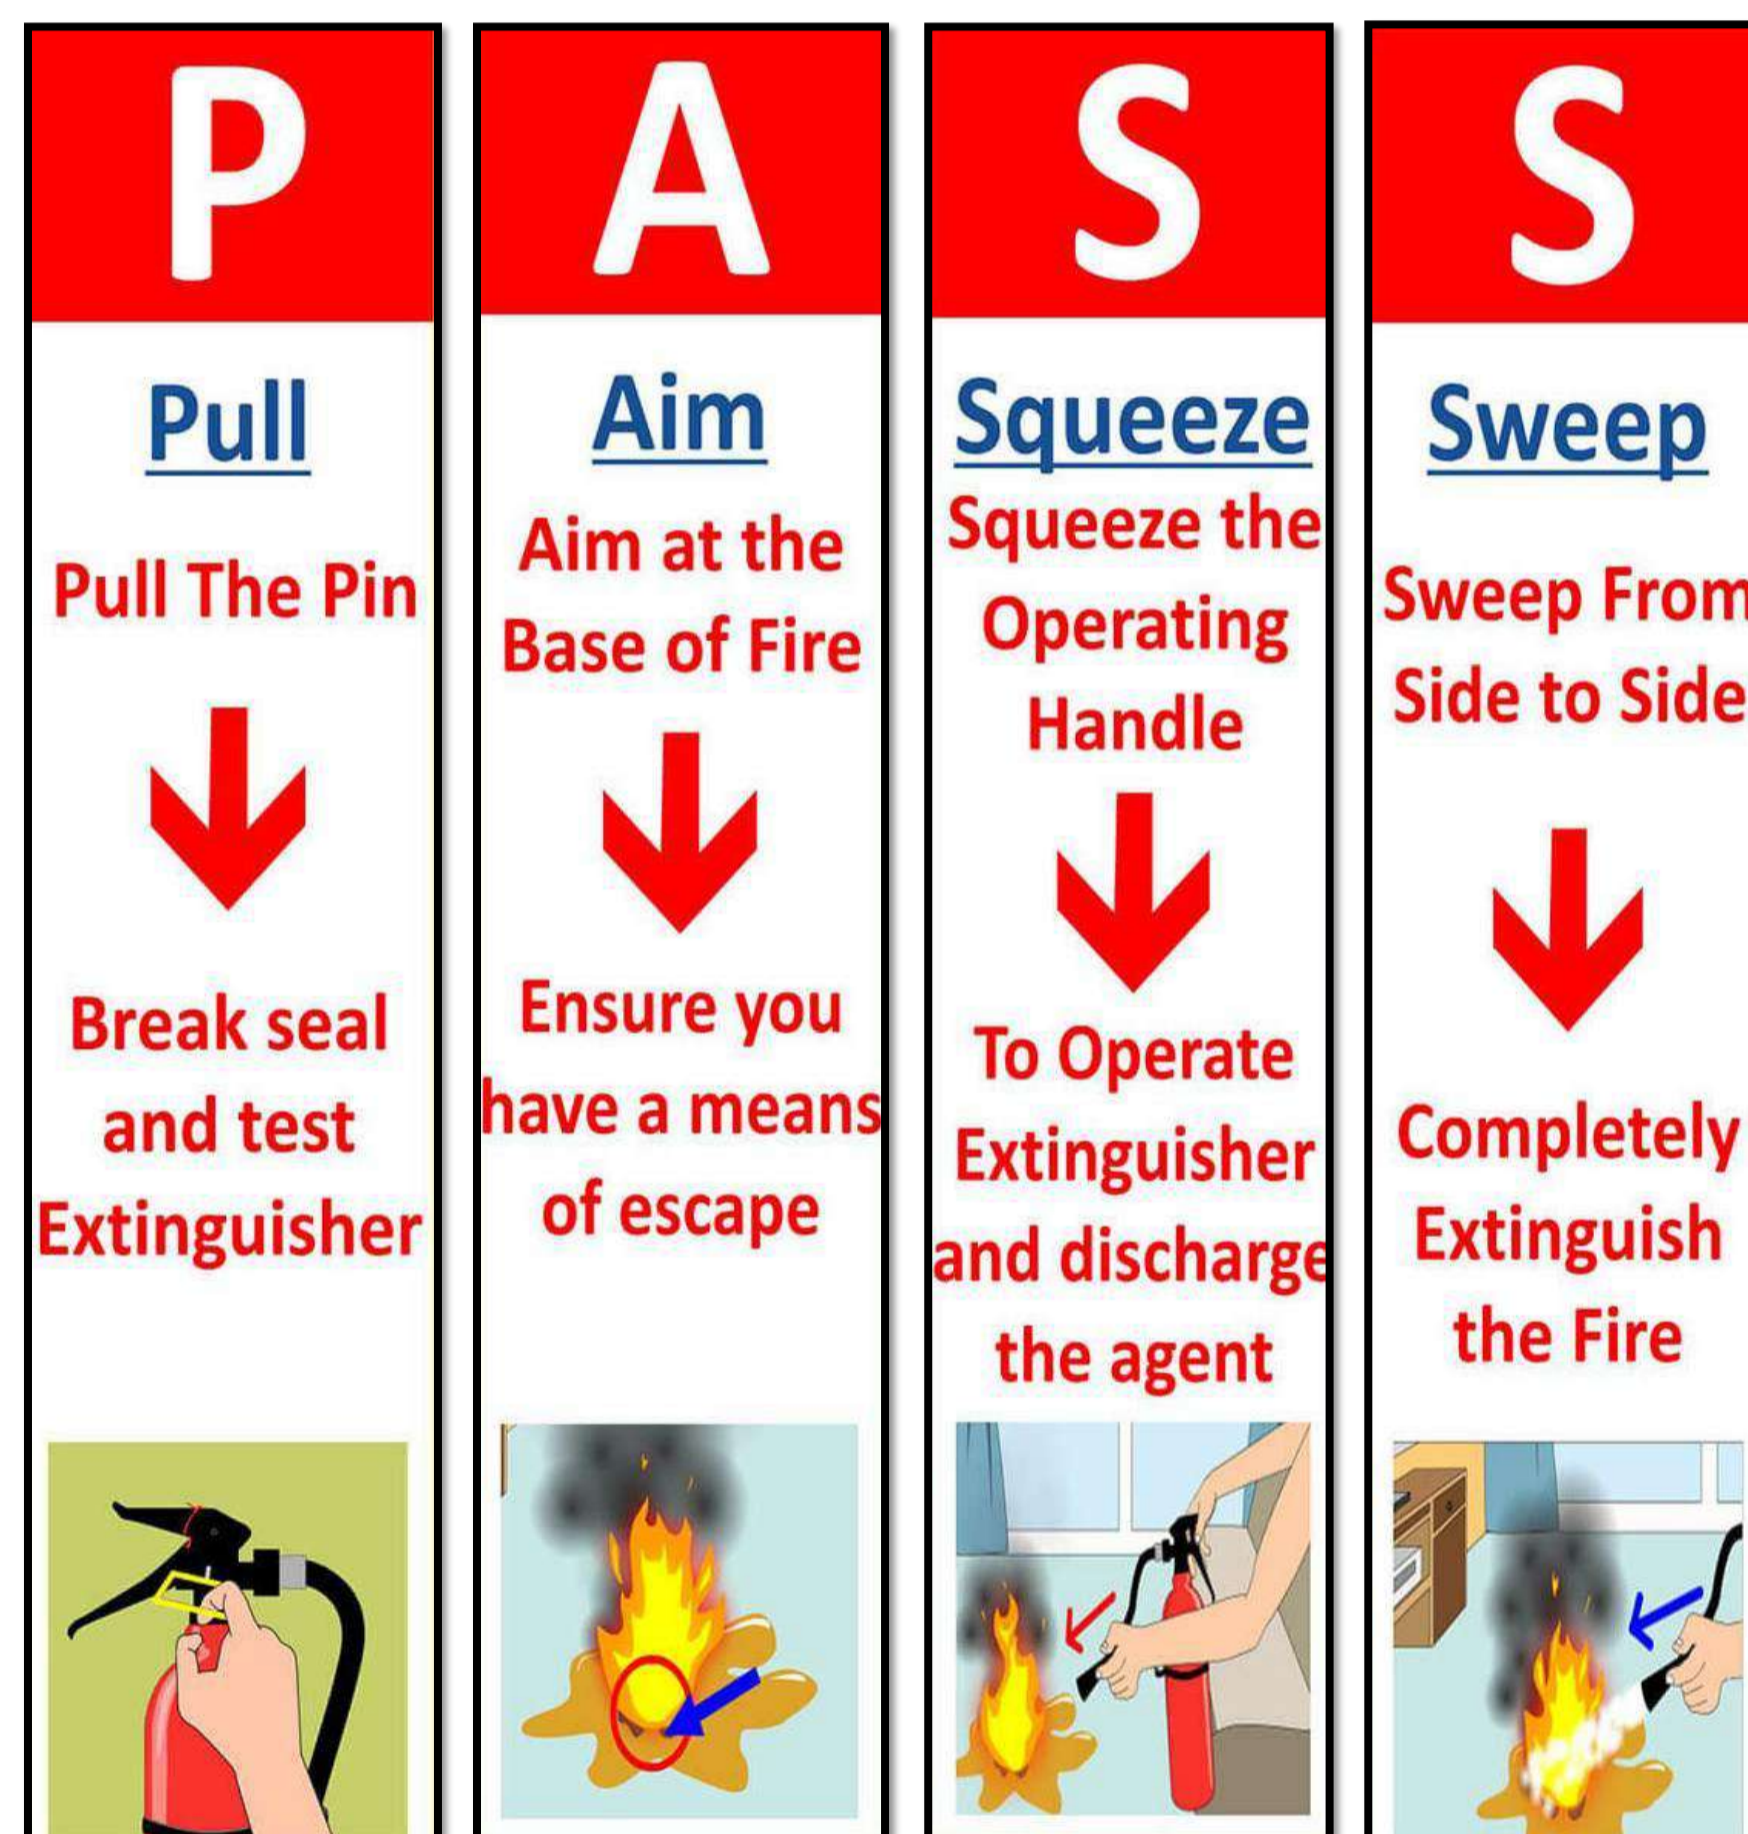 P
Pull
Pull The Pin
Break seal
and test
Extinguisher
A
Aim
Aim at the
Base of Fire
Ensure you
have a means
of escape
S
Squeeze
Squeeze the
Operating
Handle
To Operate
Extinguisher
and discharge
the agent
S
Sweep
Sweep From
Side to Side
Completely
Extinguish
the Fire